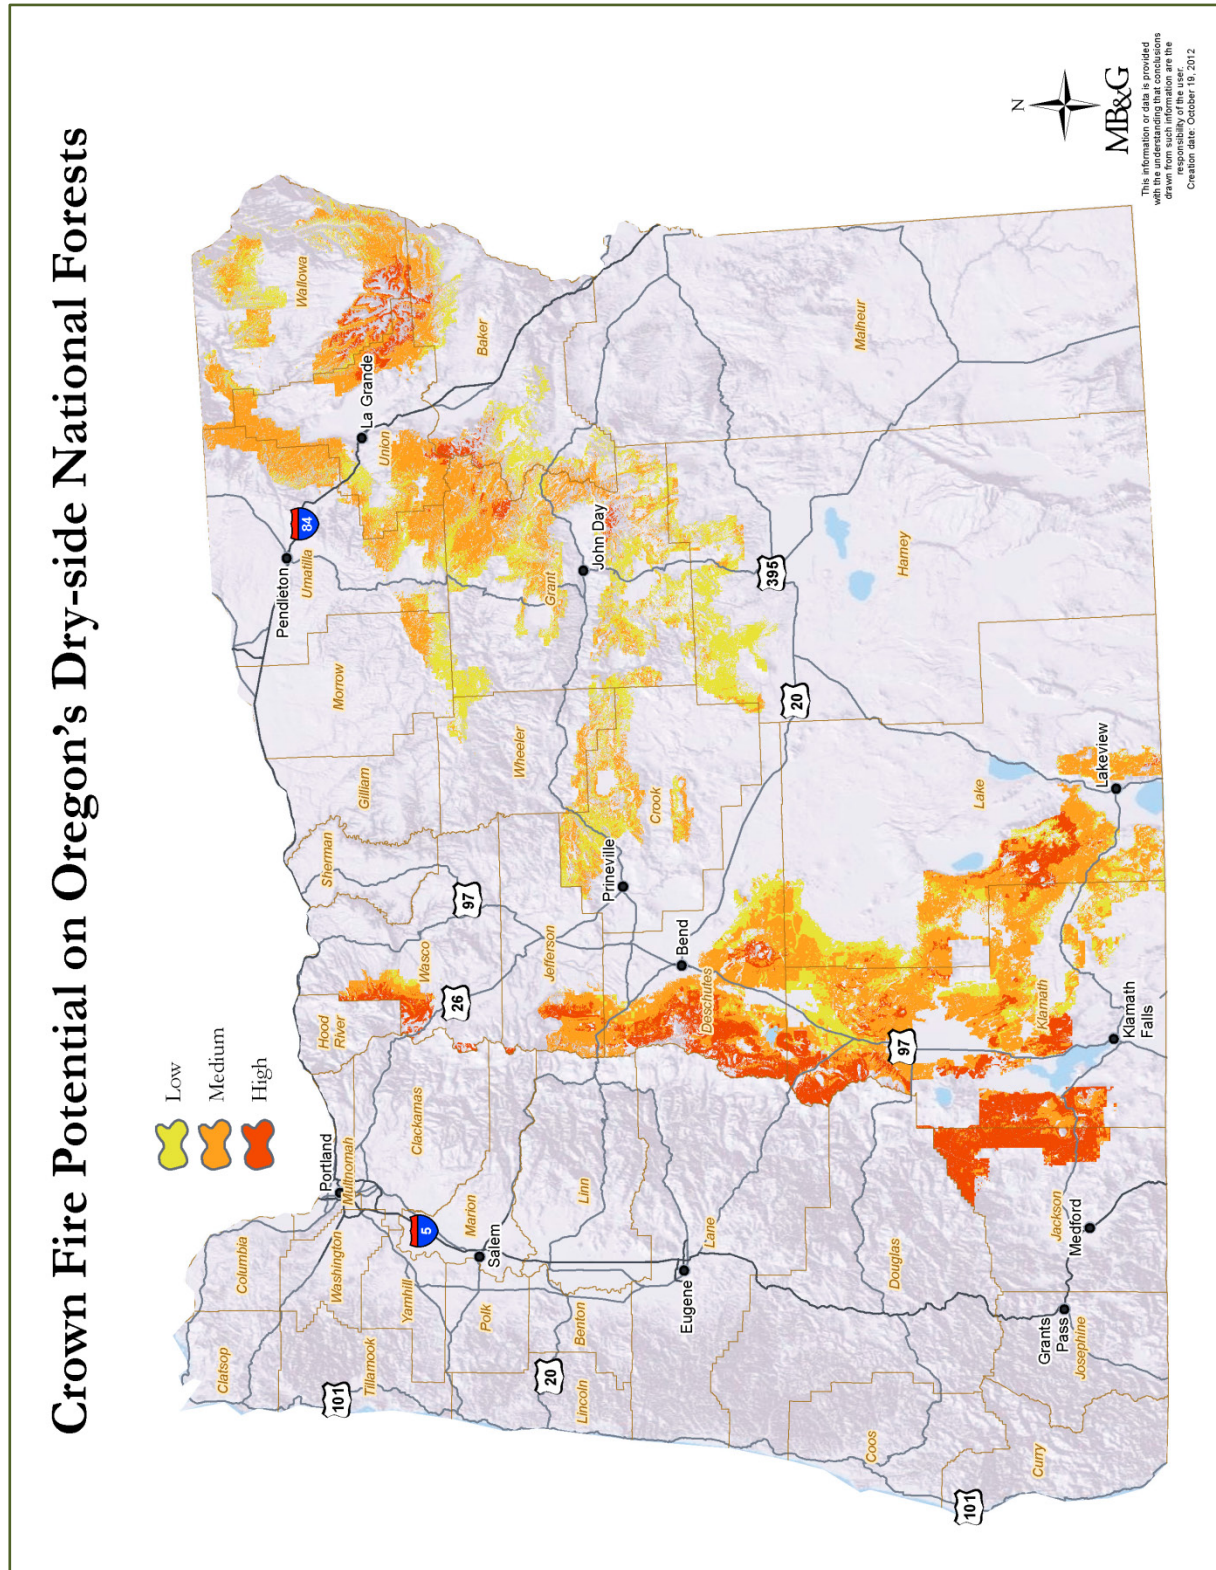 Crown Fire Potential on Oregon's Dry-side National Forests
Low
Medium
High
N
MB&G
This information or data is provided
with the understanding that conclusions
drawn from such information are the
responsibility of the user.
Creation date: October 19, 2012
Clatsop
Columbia
Portland
Multnomah
Washington
Tillamook
Yamhill
101
5
Clackamas
Marion
Salem
Polk
Hood
River
Wasco
26
Sherman
97
Gilliam
Morrow
Pendleton
84
Umatilla
La Grande
Union
Wallowa
Baker
Lincoln
20
Benton
Linn
Jefferson
Wheeler
Grant
John Day
Prineville
Crook
Eugene
Lane
Bend
Deschutes
20
395
Malheur
Harney
Coos
Douglas
97
Klamath
Lake
101
Curry
Grants
Pass
Josephine
Jackson
Medford
Klamath
Falls
Lakeview